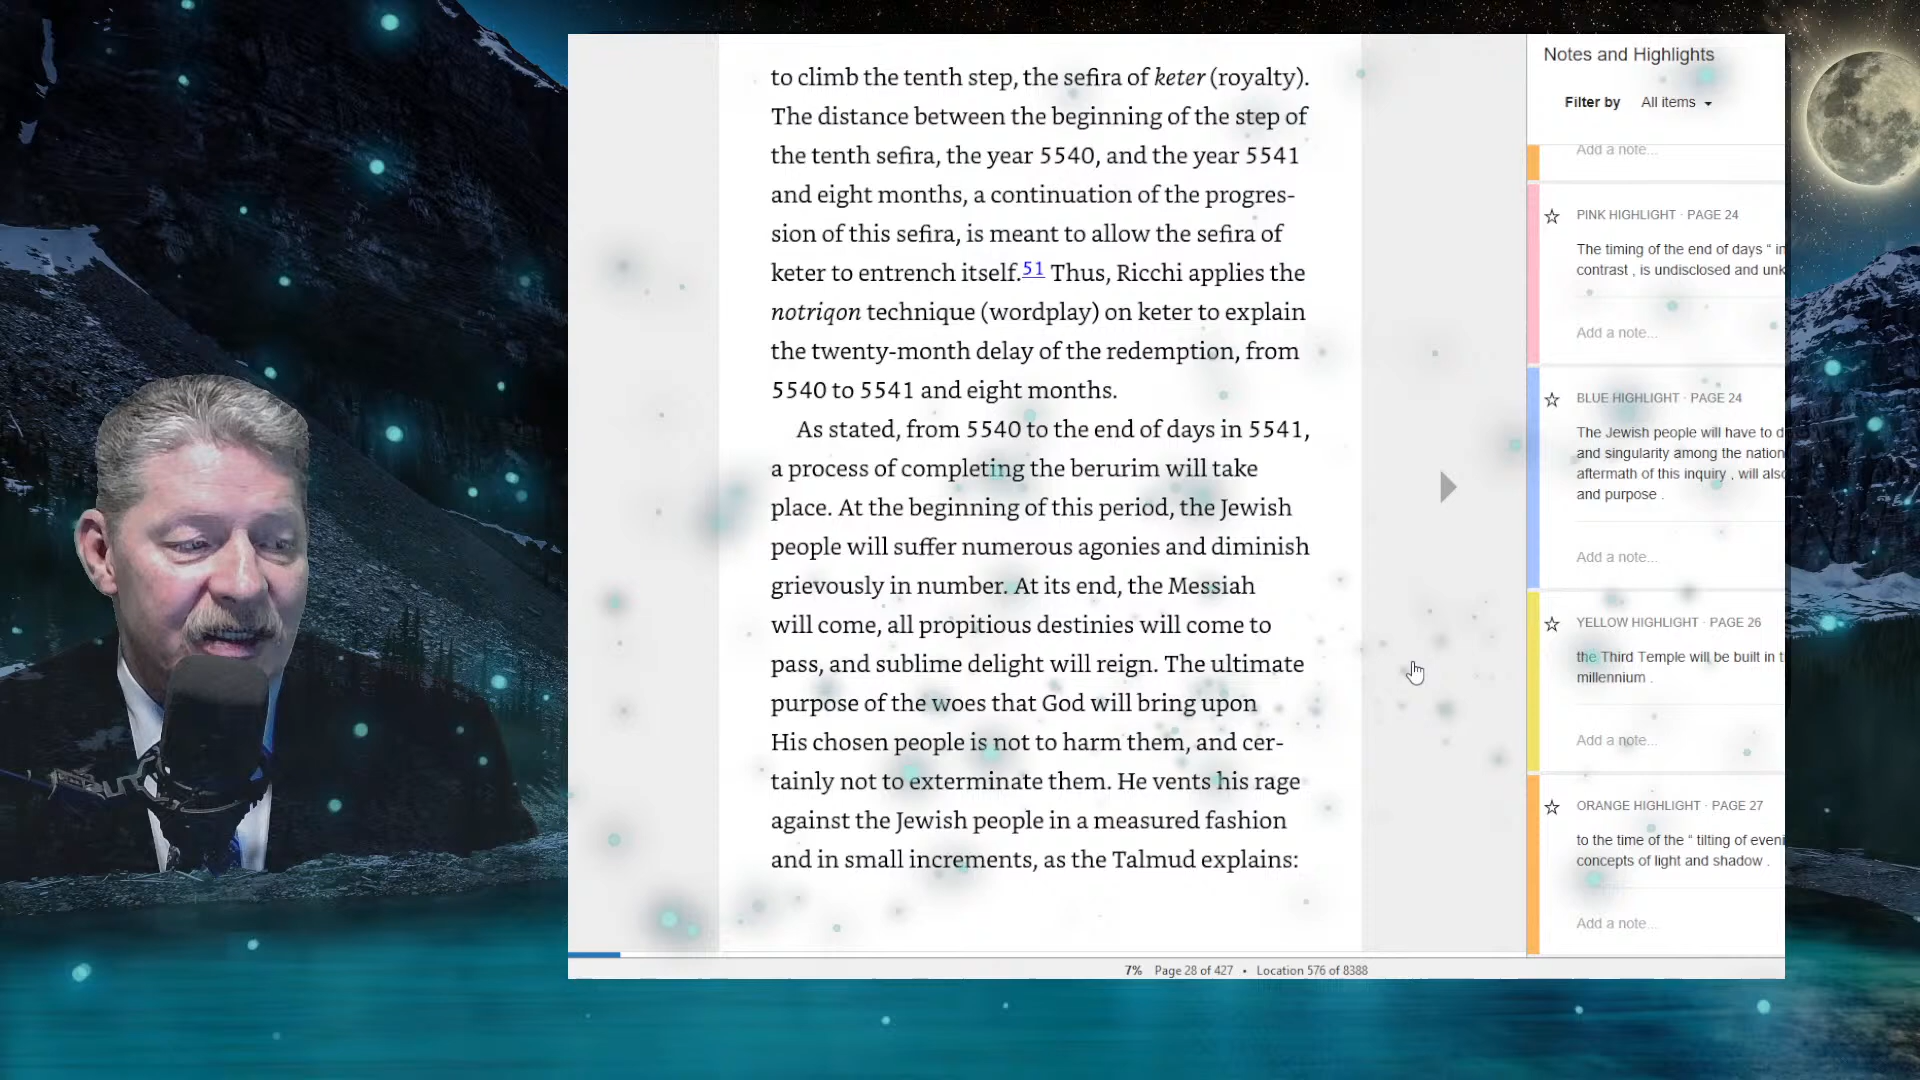 to climb the tenth step, the sefira of keter (royalty).
The distance between the beginning of the step of
the tenth sefira, the year 5540, and the year 5541
and eight months, a continuation of the progres-
sion of this sefira, is meant to allow the sefira of
keter to entrench itself.51 Thus, Ricchi applies the
notriqon technique (wordplay) on keter to explain
the twenty-month delay of the redemption, from
5540 to 5541 and eight months.
As stated, from 5540 to the end of days in 5541,
a process of completing the berurim will take
place. At the beginning of this period, the Jewish
people will suffer numerous agonies and diminish
grievously in number. At its end, the Messiah
will come, all propitious destinies will come to
pass, and sublime delight will reign. The ultimate
purpose of the woes that God will bring upon
His chosen people is not to harm them, and cer-
tainly not to exterminate them. He vents his rage
against the Jewish people in a measured fashion
and in small increments, as the Talmud explains:
7% Page 28 of 427 • Location 576 of 8388
Notes and Highlights
Filter by All items
Add a note...
PINK HIGHLIGHT · PAGE 24
The timing of the end of days “ in
contrast , is undisclosed and unk
Add a note...
BLUE HIGHLIGHT · PAGE 24
The Jewish people will have to d
and singularity among the nation
aftermath of this inquiry , will also
and purpose .
Add a note...
YELLOW HIGHLIGHT · PAGE 26
the Third Temple will be built in t
millennium .
Add a note...
ORANGE HIGHLIGHT · PAGE 27
to the time of the “ tilting of eveni
concepts of light and shadow .
Add a note...